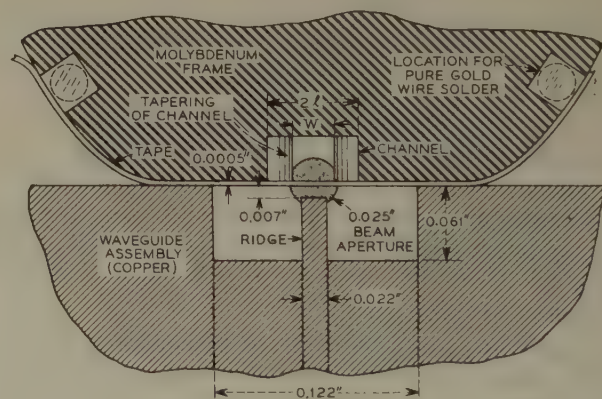 MOLYBDENUM
FRAME
LOCATION FOR
PURE GOLD
WIRE SOLDER
TAPERING
OF CHANNEL
2ℓ
W
TAPE
0.0005"
CHANNEL
0.007"
0.025"
BEAM
APERTURE
0.061"
RIDGE
WAVEGUIDE
ASSEMBLY
(COPPER)
0.022"
0.122"